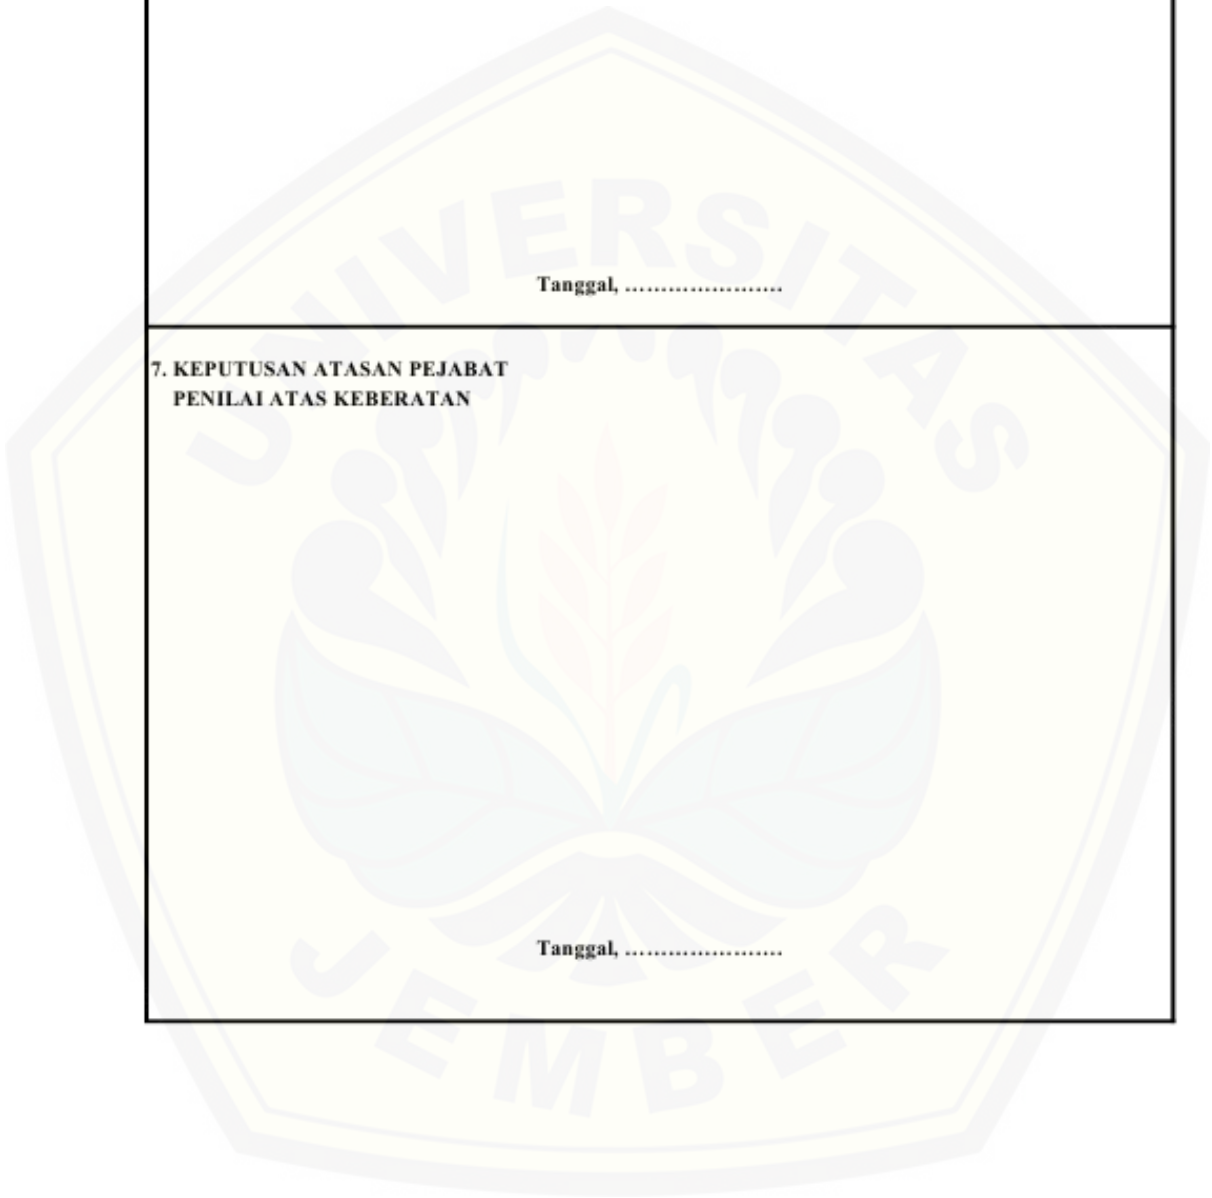 UNIVERSITAS
Tanggal, ……………………
7. KEPUTUSAN ATASAN PEJABAT
PENILAI ATAS KEBERATAN
Tanggal, ……………………
JEMBER